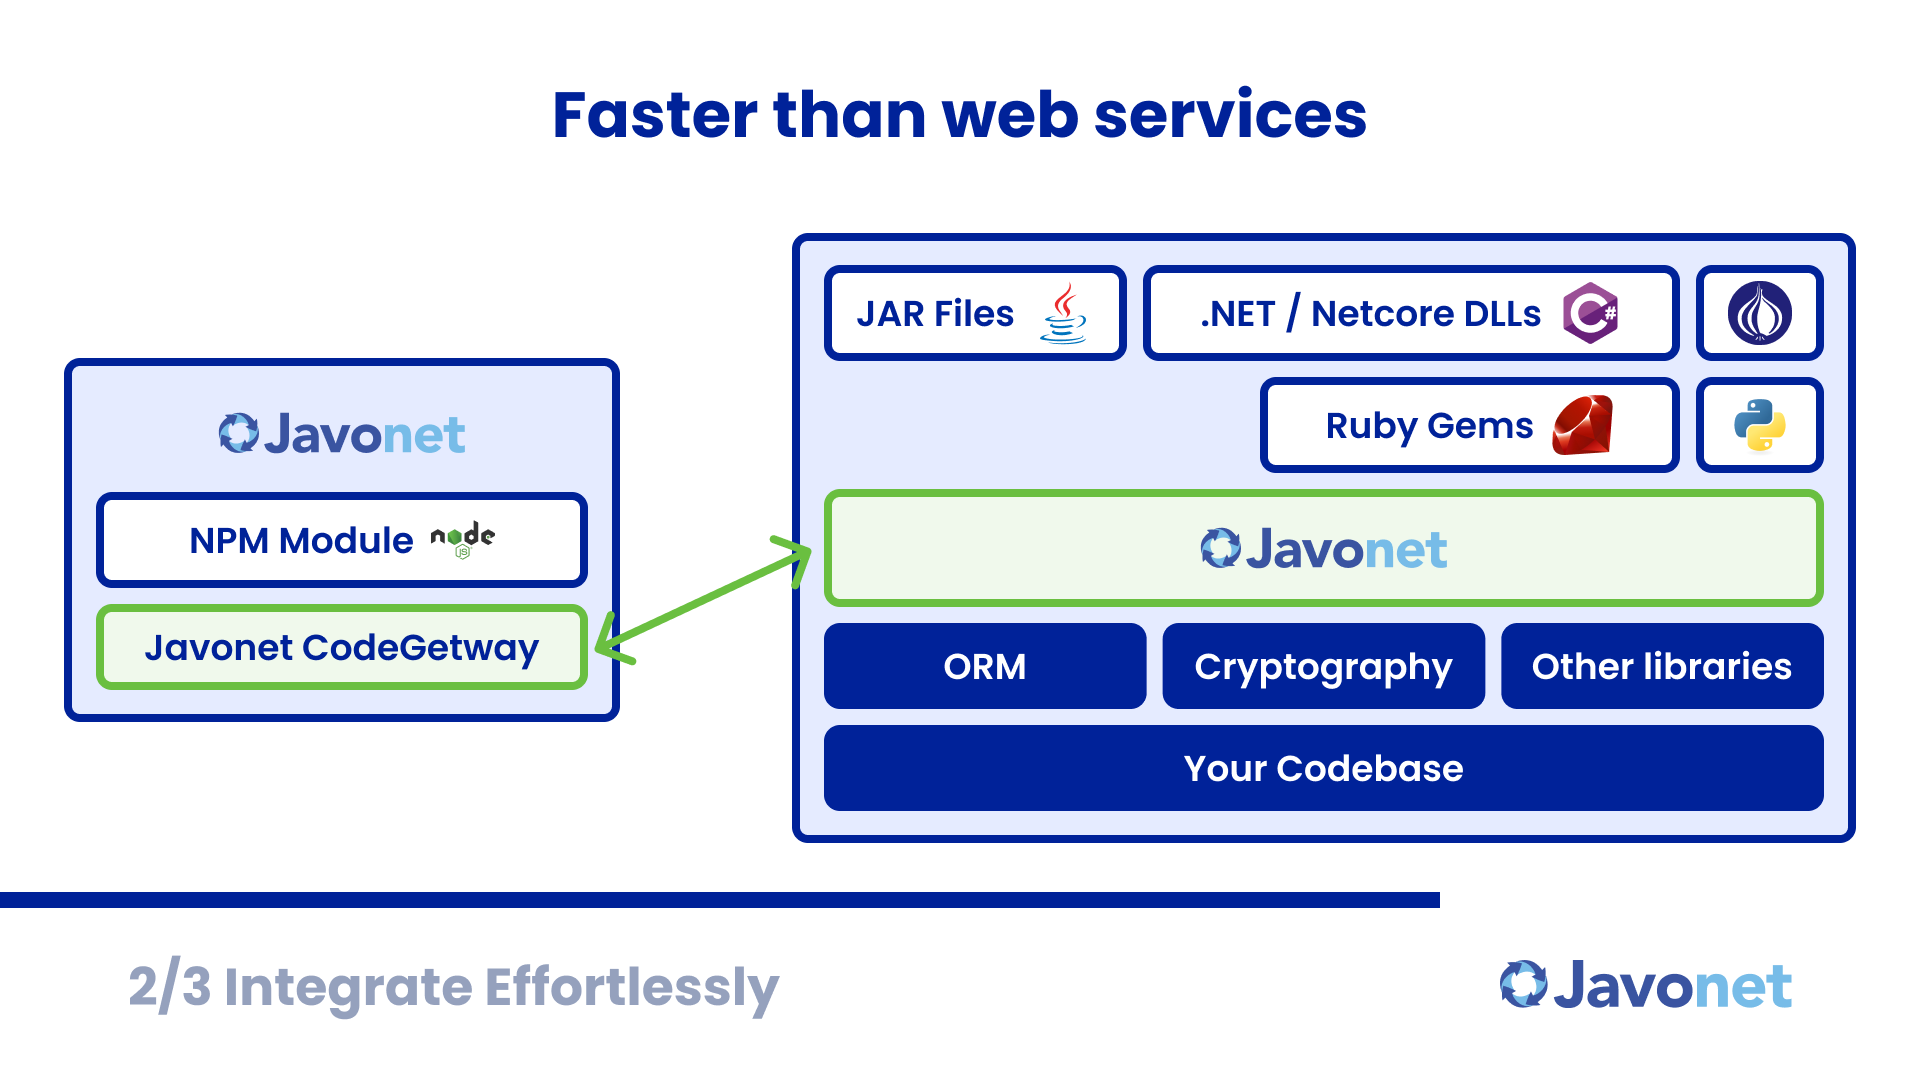 Faster than web services
Javonet
NPM Module node
JS
Javonet CodeGetway
JAR Files
.NET / Netcore DLLs C#
Ruby Gems
Javonet
ORM
Cryptography
Other libraries
Your Codebase
2/3 Integrate Effortlessly
Javonet